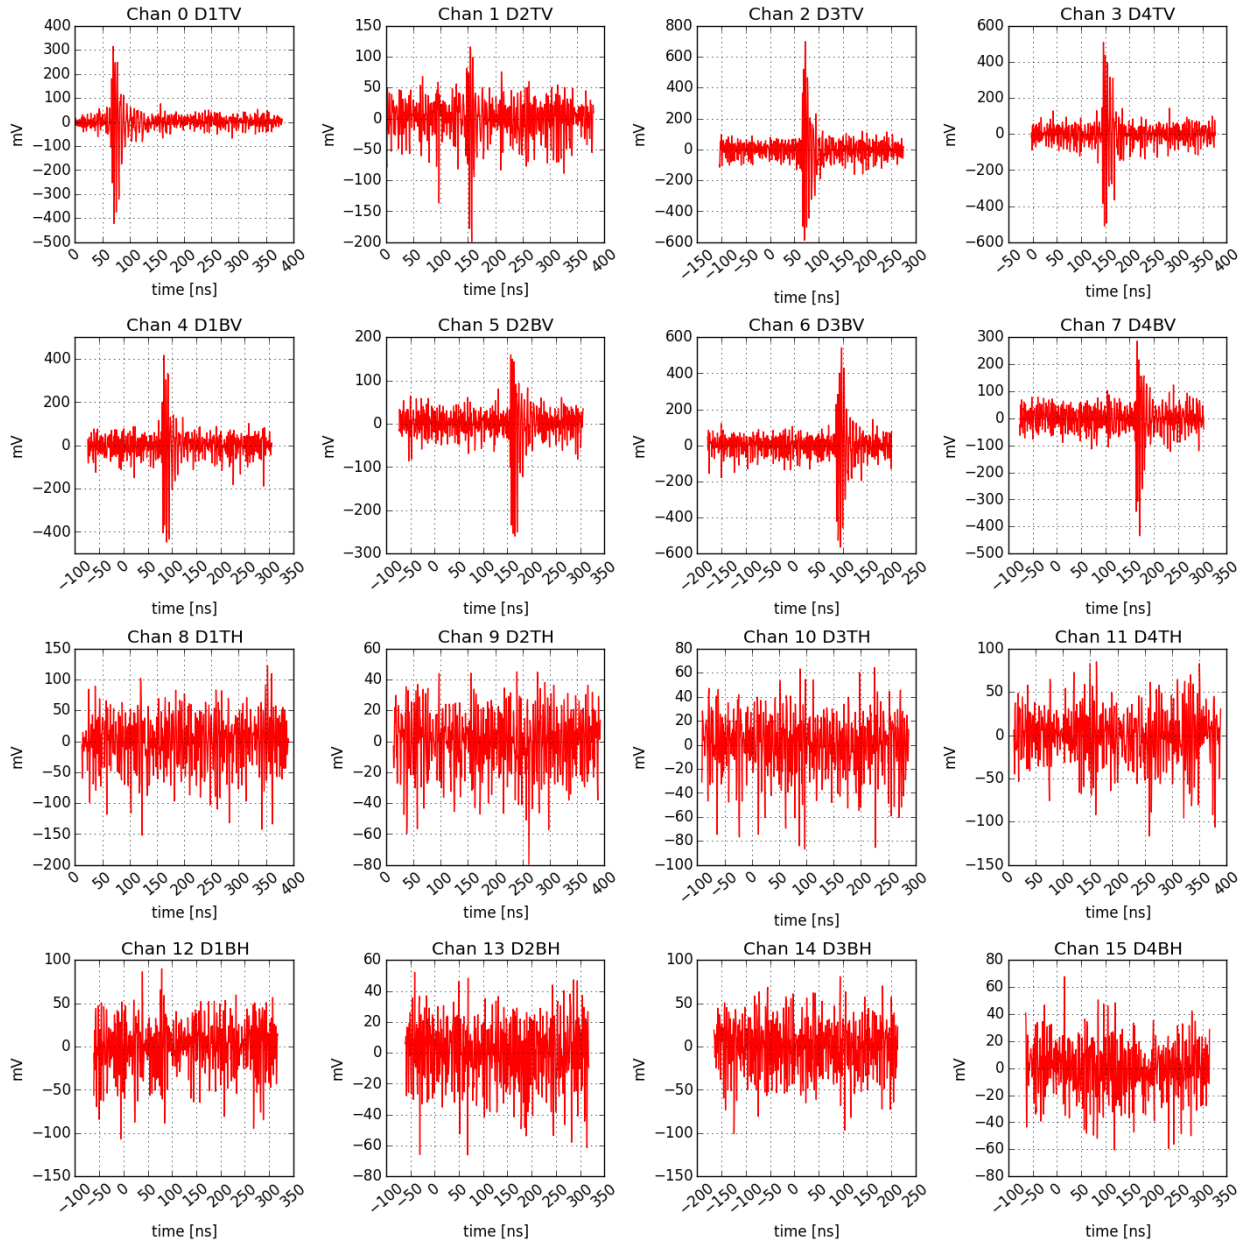 Chan 0 D1TV
Chan 1 D2TV
Chan 2 D3TV
Chan 3 D4TV
400
300
200
100
0
−100
−200
−300
−400
−500
mV
0 50 100 150 200 250 300 350 400
time [ns]
150
100
50
0
−50
−100
−150
−200
mV
0 50 100 150 200 250 300 350 400
time [ns]
800
600
400
200
0
−200
−400
−600
mV
−150 −100 −50 0 50 100 150 200 250 300
time [ns]
600
400
200
0
−200
−400
−600
mV
−50 0 50 100 150 200 250 300 350 400
time [ns]
Chan 4 D1BV
Chan 5 D2BV
Chan 6 D3BV
Chan 7 D4BV
400
200
0
−200
−400
mV
−100 −50 0 50 100 150 200 250 300 350
time [ns]
200
100
0
−100
−200
−300
mV
−100 −50 0 50 100 150 200 250 300 350
time [ns]
600
400
200
0
−200
−400
−600
mV
−200 −150 −100 −50 0 50 100 150 200 250
time [ns]
300
200
100
0
−100
−200
−300
−400
−500
mV
−100 −50 0 50 100 150 200 250 300 350
time [ns]
Chan 8 D1TH
Chan 9 D2TH
Chan 10 D3TH
Chan 11 D4TH
150
100
50
0
−50
−100
−150
−200
mV
0 50 100 150 200 250 300 350 400
time [ns]
60
40
20
0
−20
−40
−60
−80
mV
0 50 100 150 200 250 300 350 400
time [ns]
80
60
40
20
0
−20
−40
−60
−80
−100
mV
−100 −50 0 50 100 150 200 250 300
time [ns]
100
50
0
−50
−100
−150
mV
0 50 100 150 200 250 300 350 400
time [ns]
Chan 12 D1BH
Chan 13 D2BH
Chan 14 D3BH
Chan 15 D4BH
100
50
0
−50
−100
−150
mV
−100 −50 0 50 100 150 200 250 300 350
time [ns]
60
40
20
0
−20
−40
−60
−80
mV
−100 −50 0 50 100 150 200 250 300 350
time [ns]
100
50
0
−50
−100
−150
mV
−200 −150 −100 −50 0 50 100 150 200 250
time [ns]
80
60
40
20
0
−20
−40
−60
−80
mV
−100 −50 0 50 100 150 200 250 300 350
time [ns]